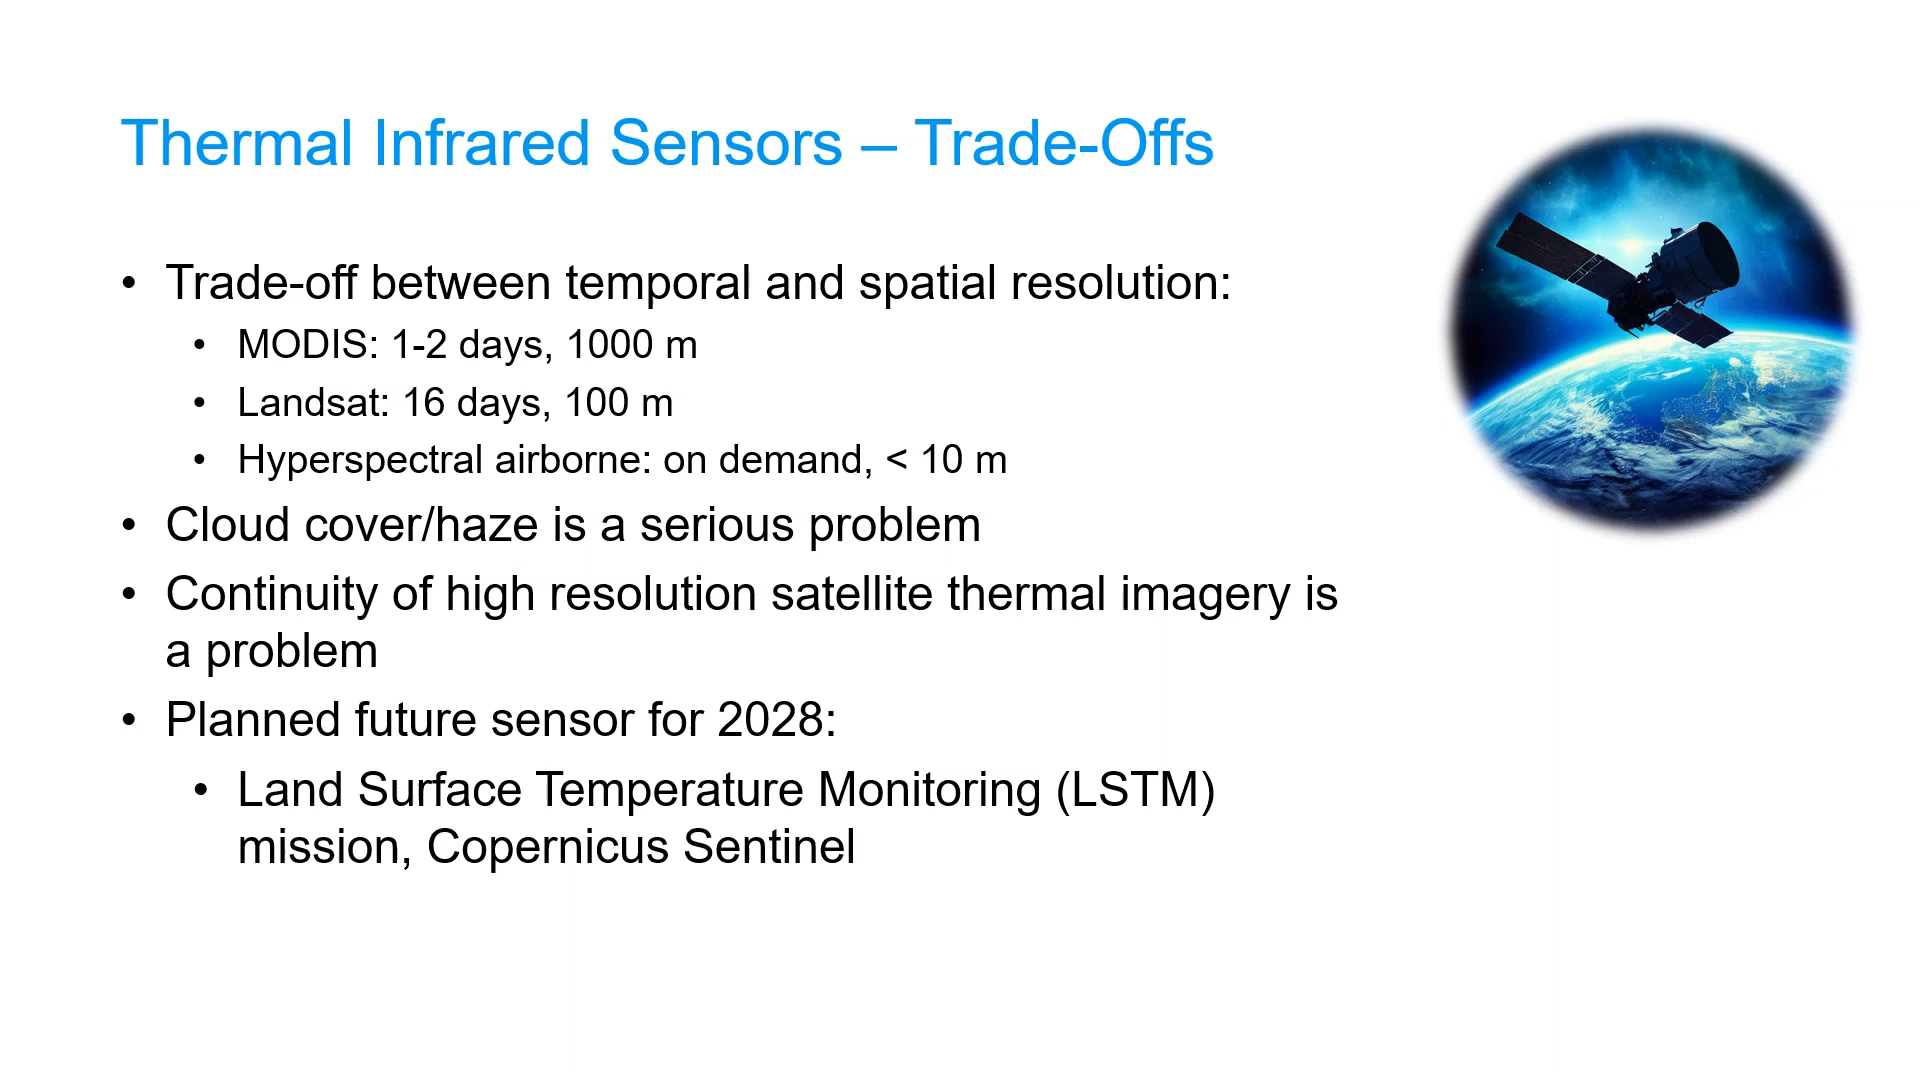 Thermal Infrared Sensors – Trade-Offs
• Trade-off between temporal and spatial resolution:
• MODIS: 1-2 days, 1000 m
• Landsat: 16 days, 100 m
• Hyperspectral airborne: on demand, < 10 m
• Cloud cover/haze is a serious problem
• Continuity of high resolution satellite thermal imagery is
a problem
• Planned future sensor for 2028:
• Land Surface Temperature Monitoring (LSTM)
mission, Copernicus Sentinel